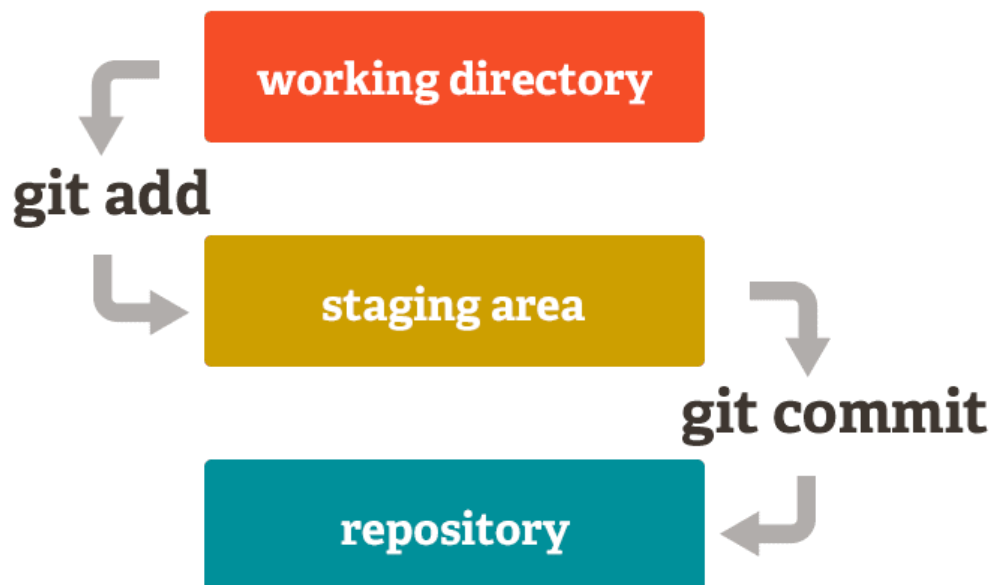 working directory
git add
staging area
git commit
repository